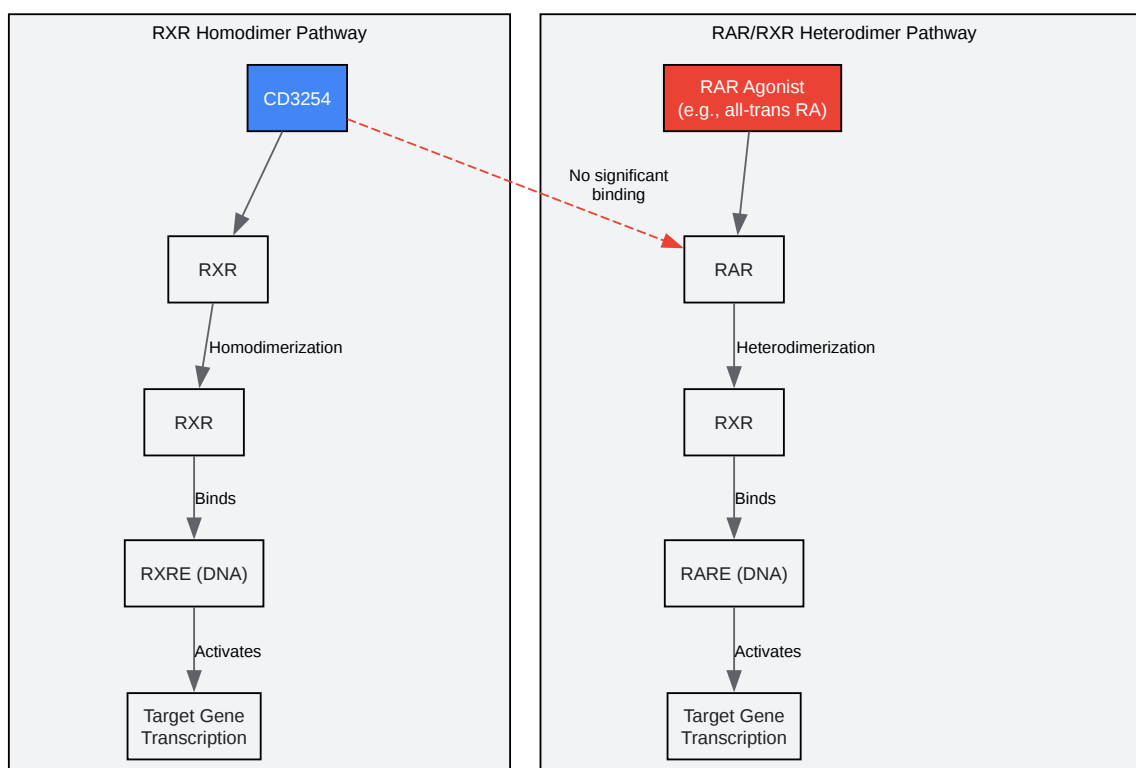 RXR Homodimer Pathway
CD3254
RXR
Homodimerization
RXR
Binds
RXRE (DNA)
Activates
Target Gene
Transcription
No significant
binding
RAR/RXR Heterodimer Pathway
RAR Agonist
(e.g., all-trans RA)
RAR
Heterodimerization
RXR
Binds
RARE (DNA)
Activates
Target Gene
Transcription